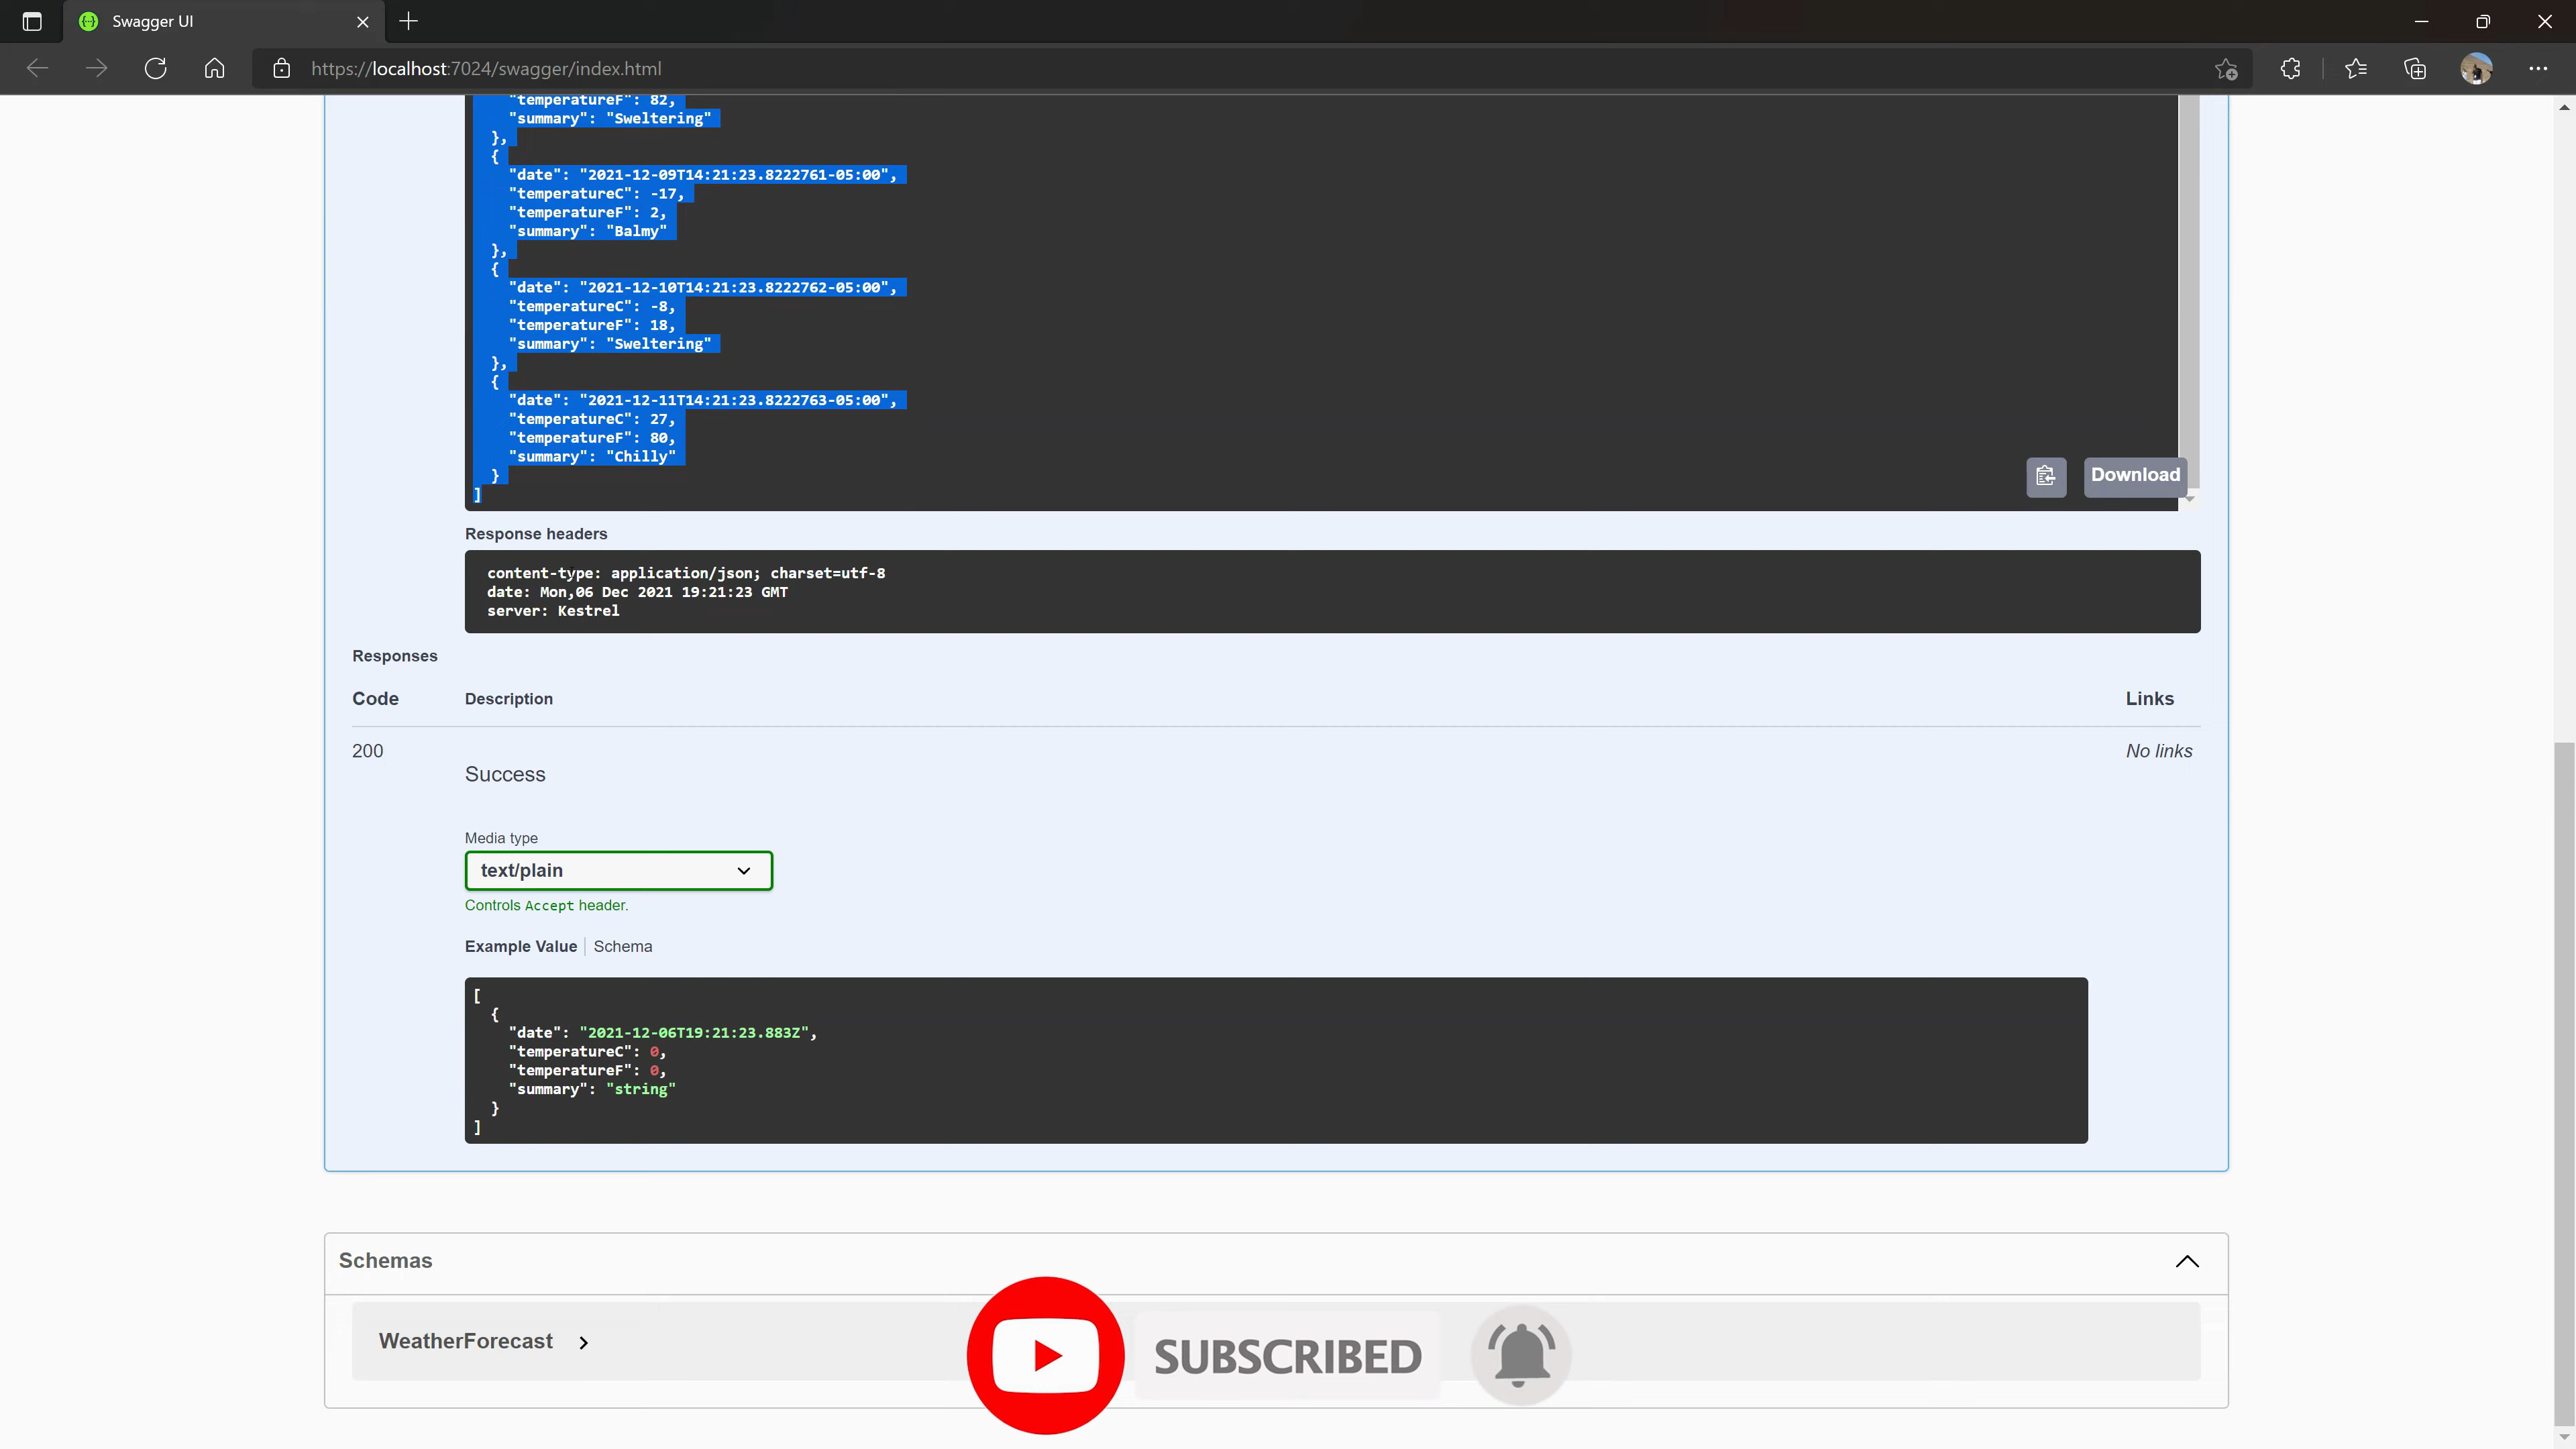 Swagger UI
https://localhost:7024/swagger/index.html
"temperatureF": 82,
"summary": "Sweltering"
},
{
"date": "2021-12-09T14:21:23.8222761-05:00",
"temperatureC": -17,
"temperatureF": 2,
"summary": "Balmy"
},
{
"date": "2021-12-10T14:21:23.8222762-05:00",
"temperatureC": -8,
"temperatureF": 18,
"summary": "Sweltering"
},
{
"date": "2021-12-11T14:21:23.8222763-05:00",
"temperatureC": 27,
"temperatureF": 80,
"summary": "Chilly"
}
]
Download
Response headers
content-type: application/json; charset=utf-8
date: Mon,06 Dec 2021 19:21:23 GMT
server: Kestrel
Responses
Code Description Links
200 No links
Success
Media type
text/plain
Controls Accept header.
Example Value Schema
[
{
"date": "2021-12-06T19:21:23.883Z",
"temperatureC": 0,
"temperatureF": 0,
"summary": "string"
}
]
Schemas
WeatherForecast
SUBSCRIBED